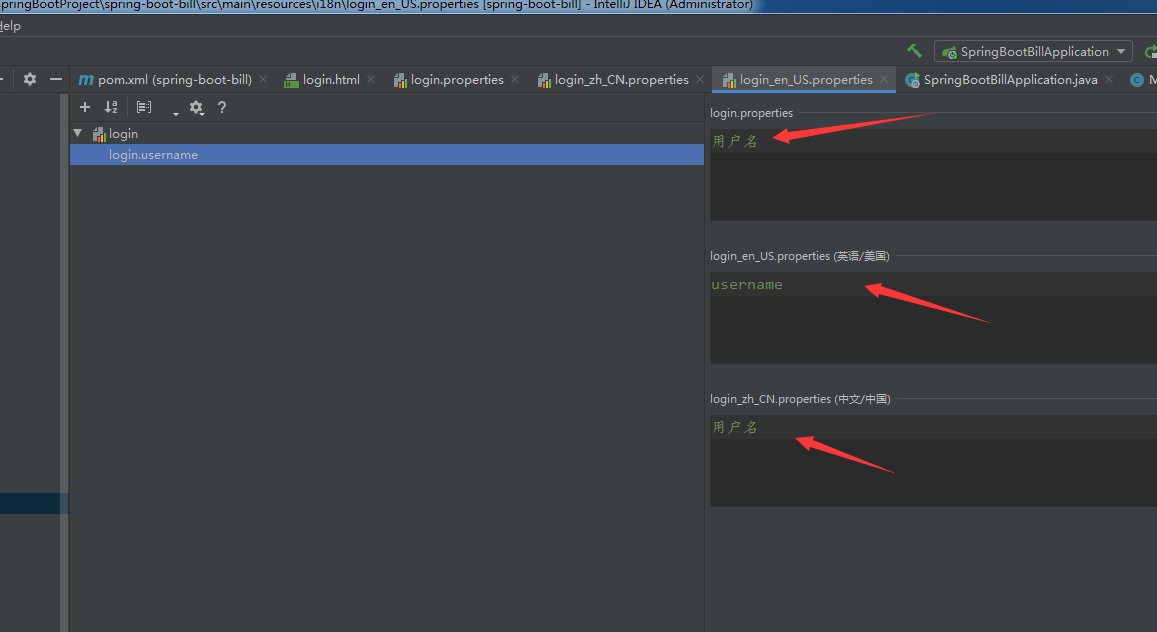 SpringBootProject\spring-boot-bill\src\main\resources\i18n\login_en_US.properties [spring-boot-bill] - IntelliJ IDEA (Administrator)
Help
SpringBootBillApplication
pom.xml (spring-boot-bill) login.html login.properties login_zh_CN.properties login_en_US.properties SpringBootBillApplication.java M
login
login.username
login.properties
用户名
login_en_US.properties (英语/美国)
username
login_zh_CN.properties (中文/中国)
用户名